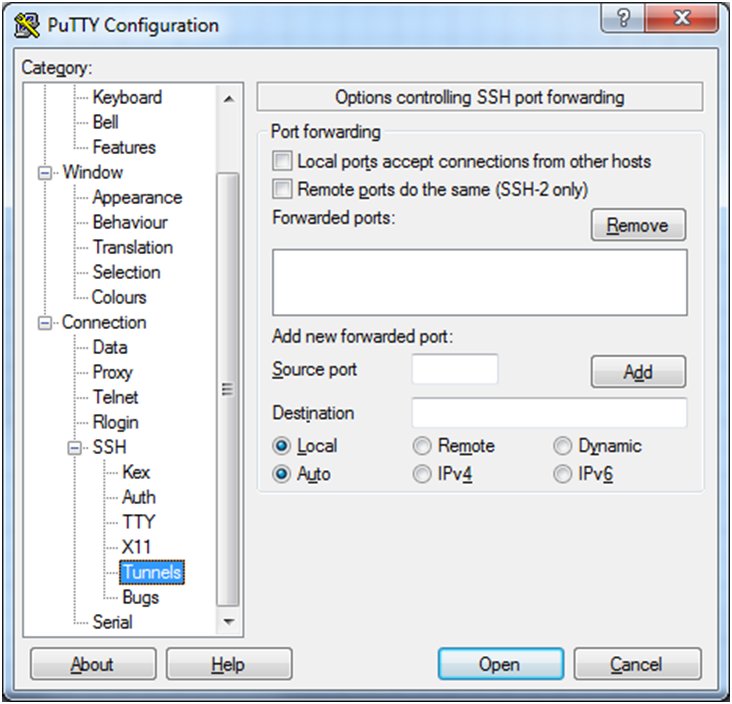 PuTTY Configuration
?
Category:
Keyboard
Bell
Features
Window
Appearance
Behaviour
Translation
Selection
Colours
Connection
Data
Proxy
Telnet
Rlogin
SSH
Kex
Auth
TTY
X11
Tunnels
Bugs
Serial
Options controlling SSH port forwarding
Port forwarding
Local ports accept connections from other hosts
Remote ports do the same (SSH-2 only)
Forwarded ports: Remove
Add new forwarded port:
Source port Add
Destination
Local Remote Dynamic
Auto IPv4 IPv6
About Help Open Cancel